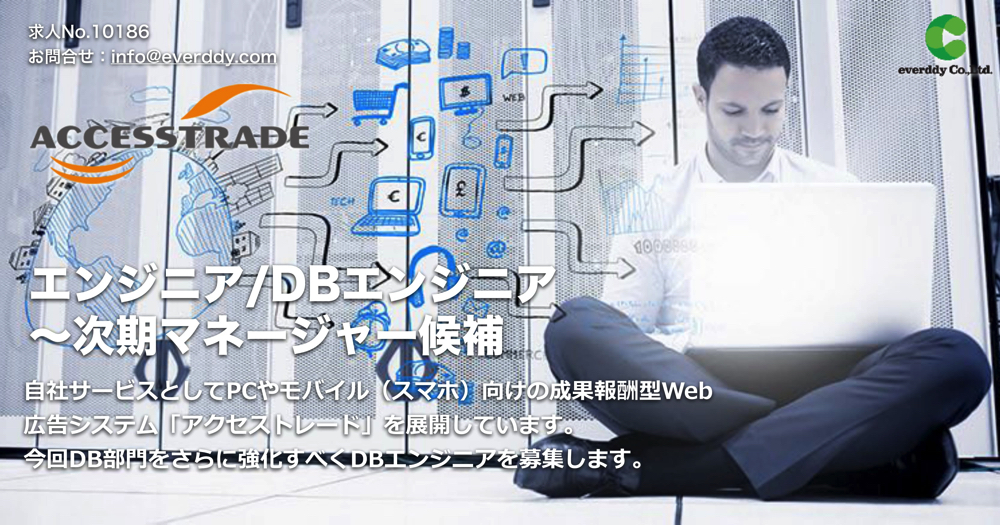 求人No.10186
お問合せ：info@everddy.com
everddy Co.,Ltd.
ACCESSTRADE
$
WEB
€
€
£
TECH
@
@
@
エンジニア/DBエンジニア
～次期マネージャー候補
自社サービスとしてPCやモバイル（スマホ）向けの成果報酬型Web
広告システム「アクセストレード」を展開しています。
今回DB部門をさらに強化すべくDBエンジニアを募集します。